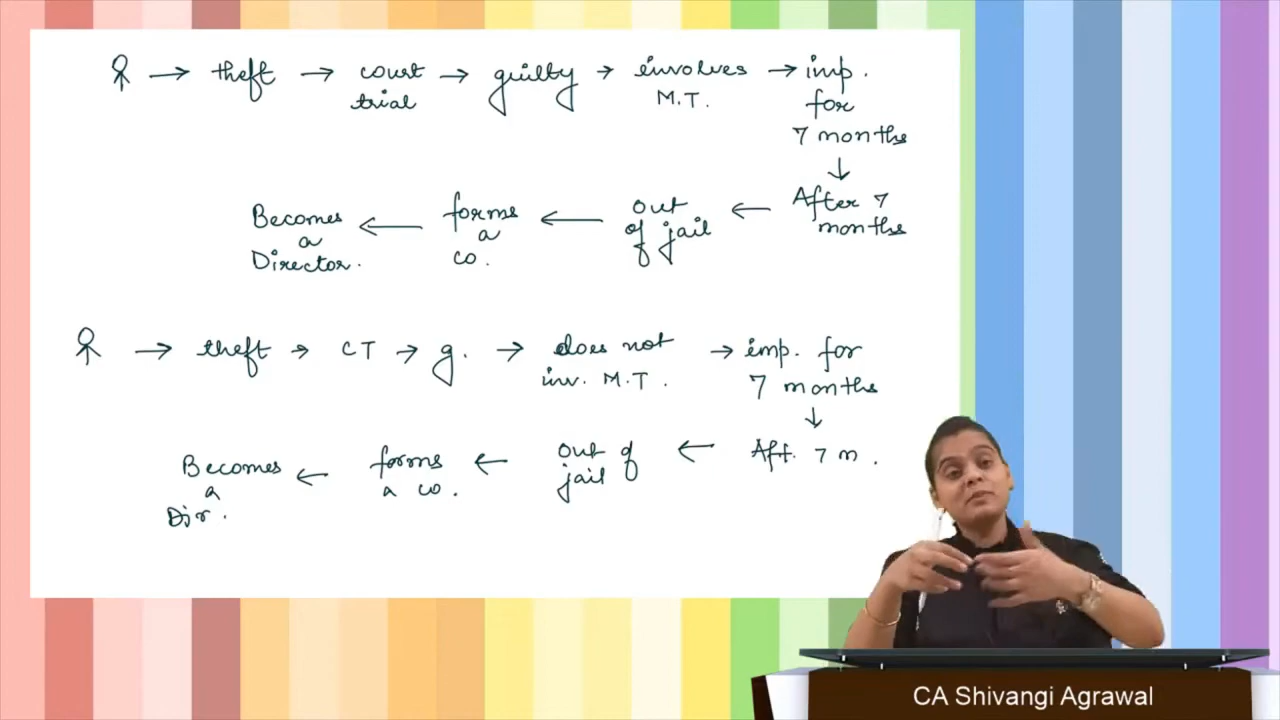 → theft → court → guilty → involves → imp.
trial M.T. for
7 months
↓
Becomes ← forms ← out ← After 7
a a of jail months
Director. co.
→ theft → CT → g. → does not → imp. for
inv. M.T. 7 months
↓
Becomes ← forms ← out of ← Aft. 7 m.
a a co. jail
Dir.
CA Shivangi Agrawal